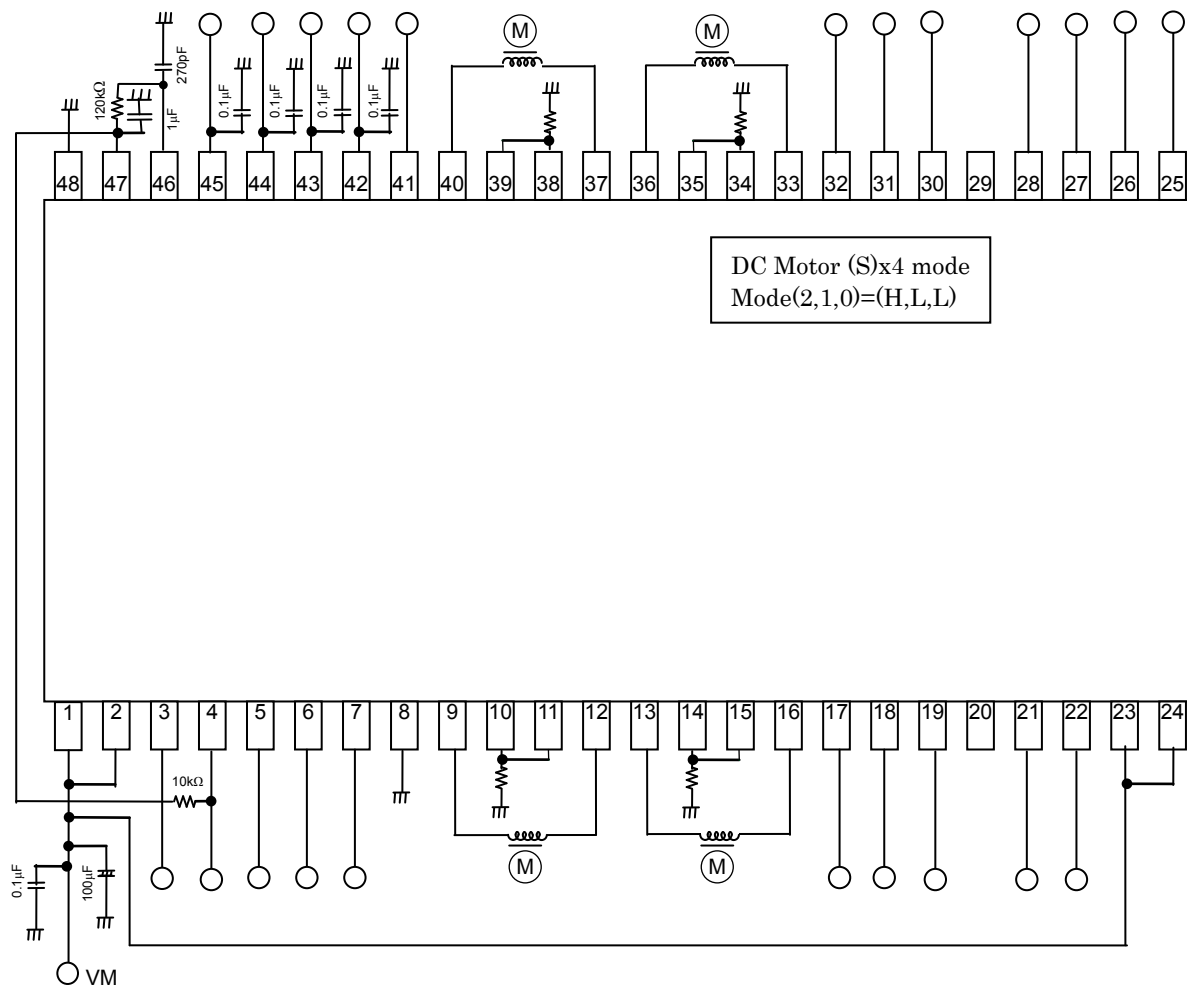 270pF
120kΩ
1μF
0.1μF
0.1μF
0.1μF
0.1μF
M
M
48 47 46 45 44 43 42 41 40 39 38 37 36 35 34 33 32 31 30 29 28 27 26 25
DC Motor (S)x4 mode
Mode(2,1,0)=(H,L,L)
1 2 3 4 5 6 7 8 9 10 11 12 13 14 15 16 17 18 19 20 21 22 23 24
10kΩ
M
M
0.1μF
100μF
VM